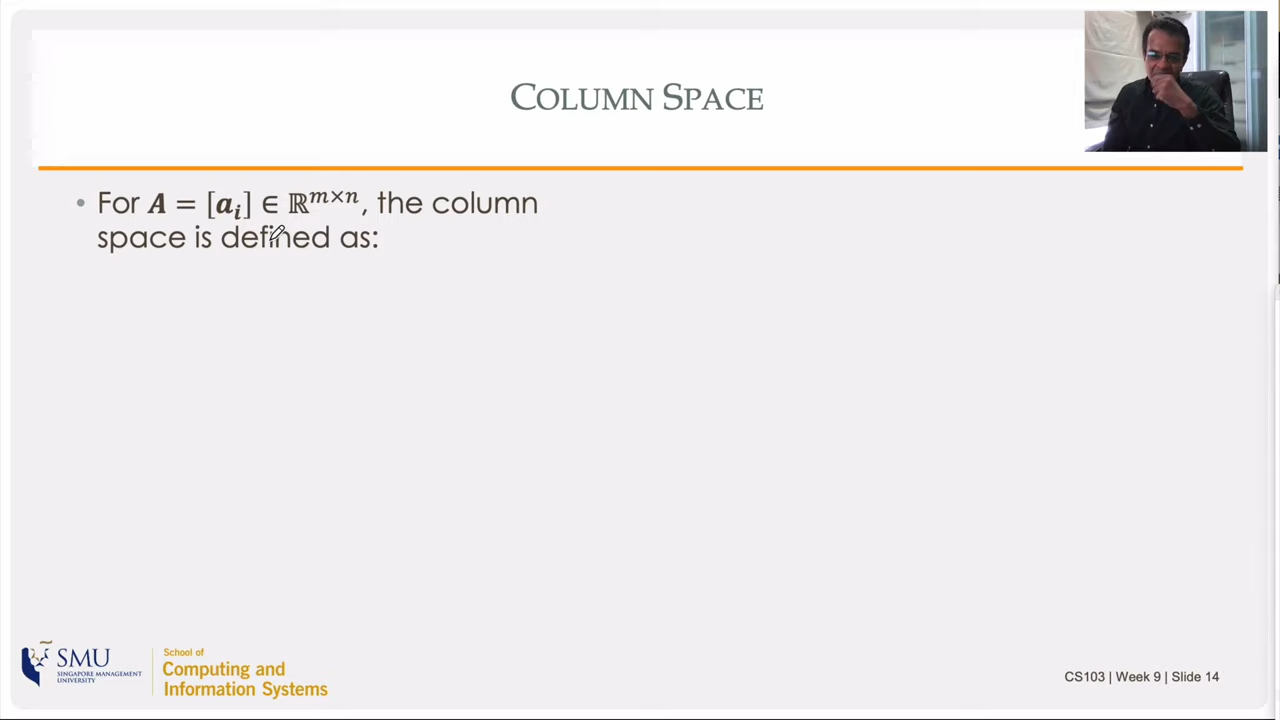 COLUMN SPACE
• For A = [aᵢ] ∈ ℝᵐˣⁿ, the column
space is defined as:
SMU
SINGAPORE MANAGEMENT
UNIVERSITY
School of
Computing and
Information Systems
CS103 | Week 9 | Slide 14